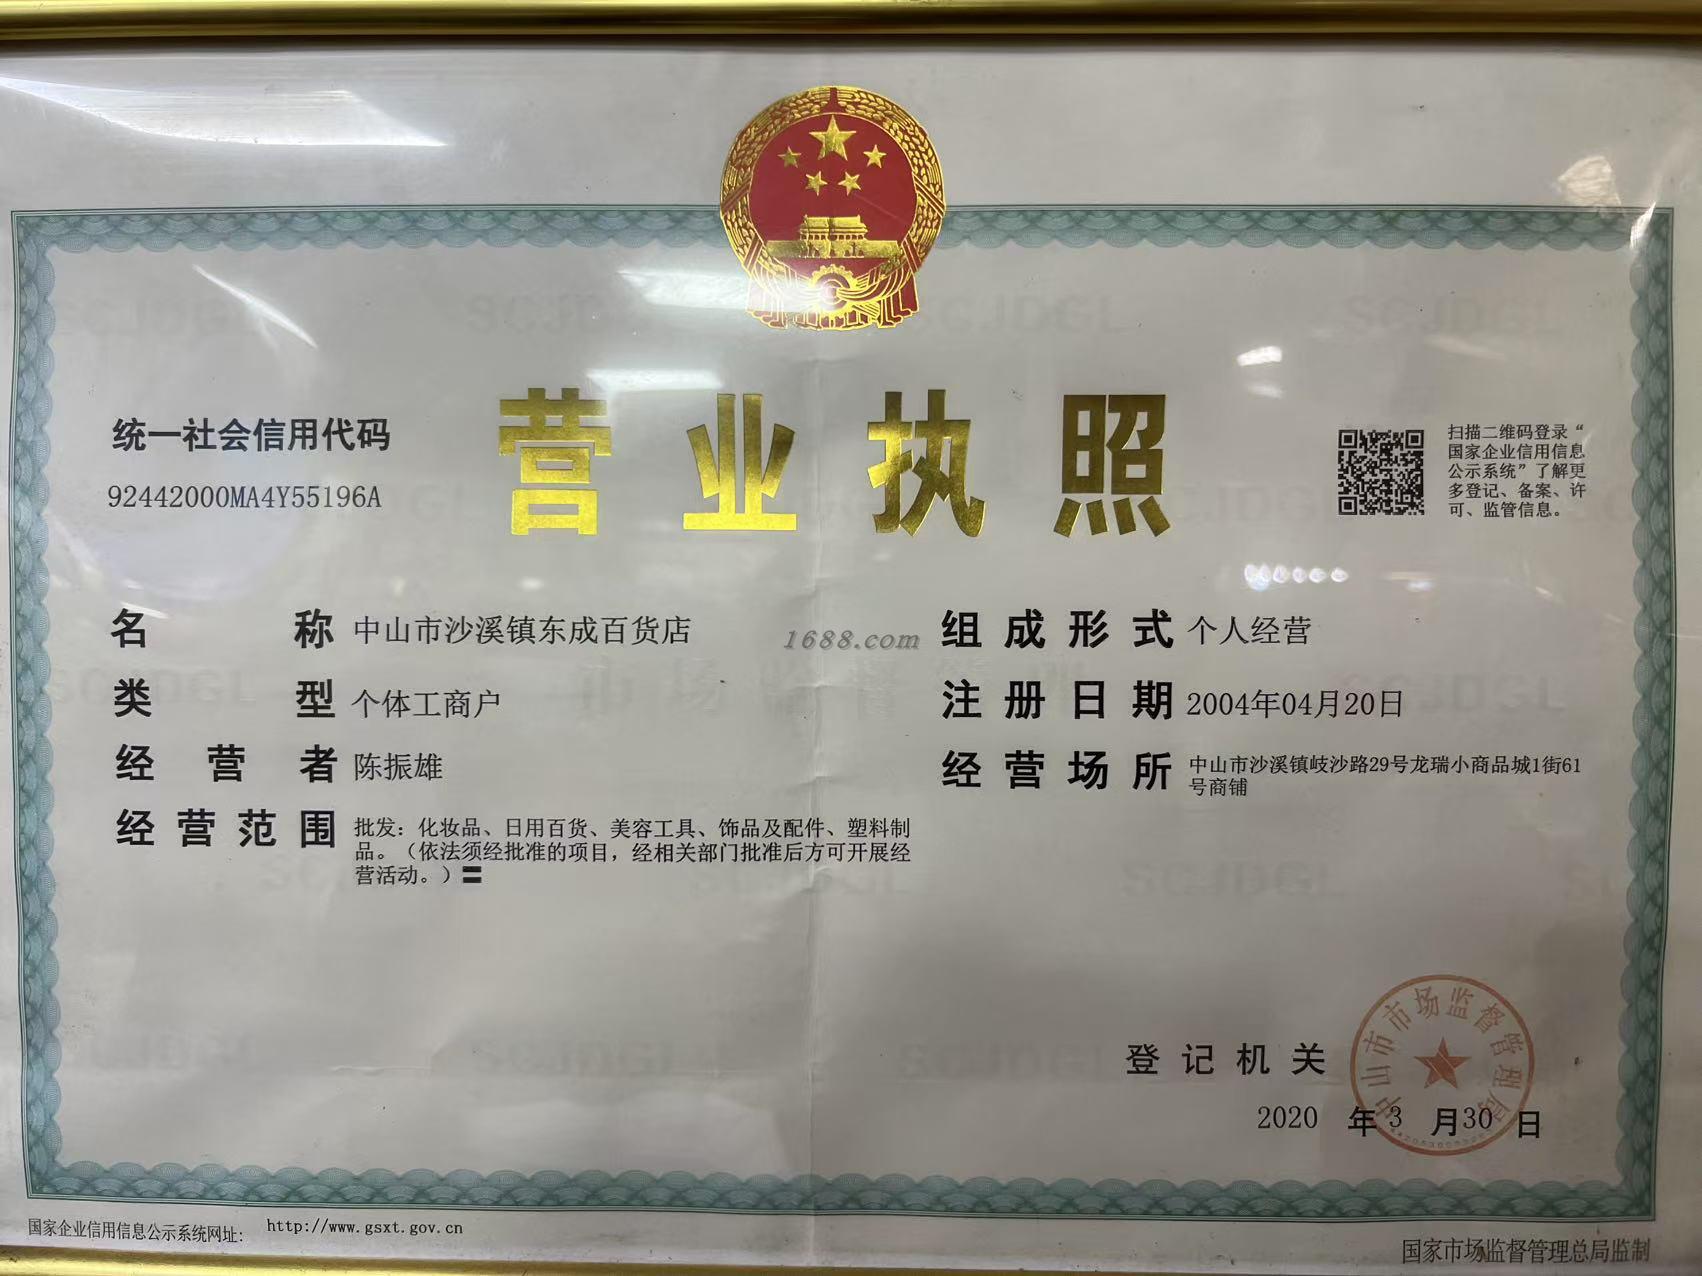 营业执照
统一社会信用代码
92442000MA4Y55196A
扫描二维码登录“
国家企业信用信息
公示系统”了解更
多登记、备案、许
可、监管信息。
名称 中山市沙溪镇东成百货店
类型 个体工商户
经营者 陈振雄
经营范围 批发：化妆品、日用百货、美容工具、饰品及配件、塑料制
品。（依法须经批准的项目，经相关部门批准后方可开展经
营活动。）〓
1688.com
组成形式 个人经营
注册日期 2004年04月20日
经营场所 中山市沙溪镇岐沙路29号龙瑞小商品城1街61
号商铺
登记机关
中山市市场监督管理局
2020 年 3 月 30 日
国家企业信用信息公示系统网址: http://www.gsxt.gov.cn
国家市场监督管理总局监制
SCJDGL
市场监督管理